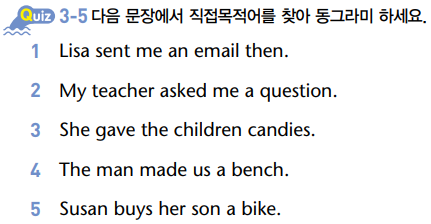 Quiz 3-5 다음 문장에서 직접목적어를 찾아 동그라미 하세요.
1 Lisa sent me an email then.
2 My teacher asked me a question.
3 She gave the children candies.
4 The man made us a bench.
5 Susan buys her son a bike.